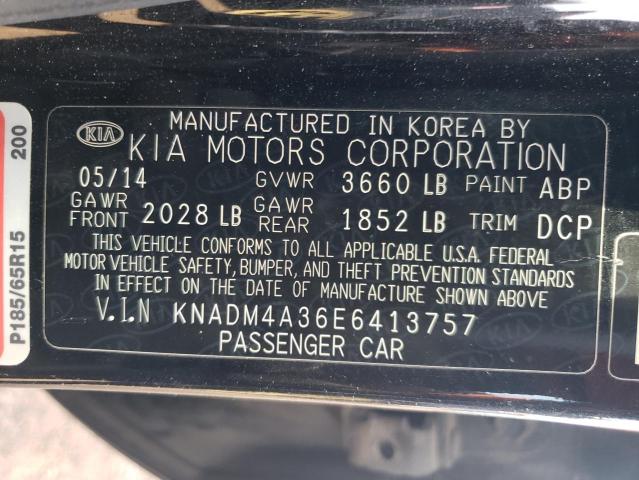 MANUFACTURED IN KOREA BY
KIA KIA MOTORS CORPORATION
05/14 GVWR 3660 LB PAINT ABP
GAWR FRONT 2028 LB GAWR REAR 1852 LB TRIM DCP
THIS VEHICLE CONFORMS TO ALL APPLICABLE U.S.A. FEDERAL
MOTOR VEHICLE SAFETY, BUMPER, AND THEFT PREVENTION STANDARDS
IN EFFECT ON THE DATE OF MANUFACTURE SHOWN ABOVE
V.I.N KNADM4A36E6413757
PASSENGER CAR
P185/65R15 200